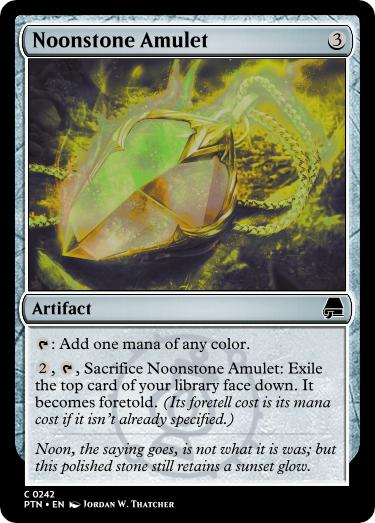 Noonstone Amulet 3
Artifact
: Add one mana of any color.
2, , Sacrifice Noonstone Amulet: Exile
the top card of your library face down. It
becomes foretold. (Its foretell cost is its mana
cost if it isn't already specified.)
Noon, the saying goes, is not what it was; but
this polished stone still retains a sunset glow.
C 0242
PTN • EN Jordan W. Thatcher